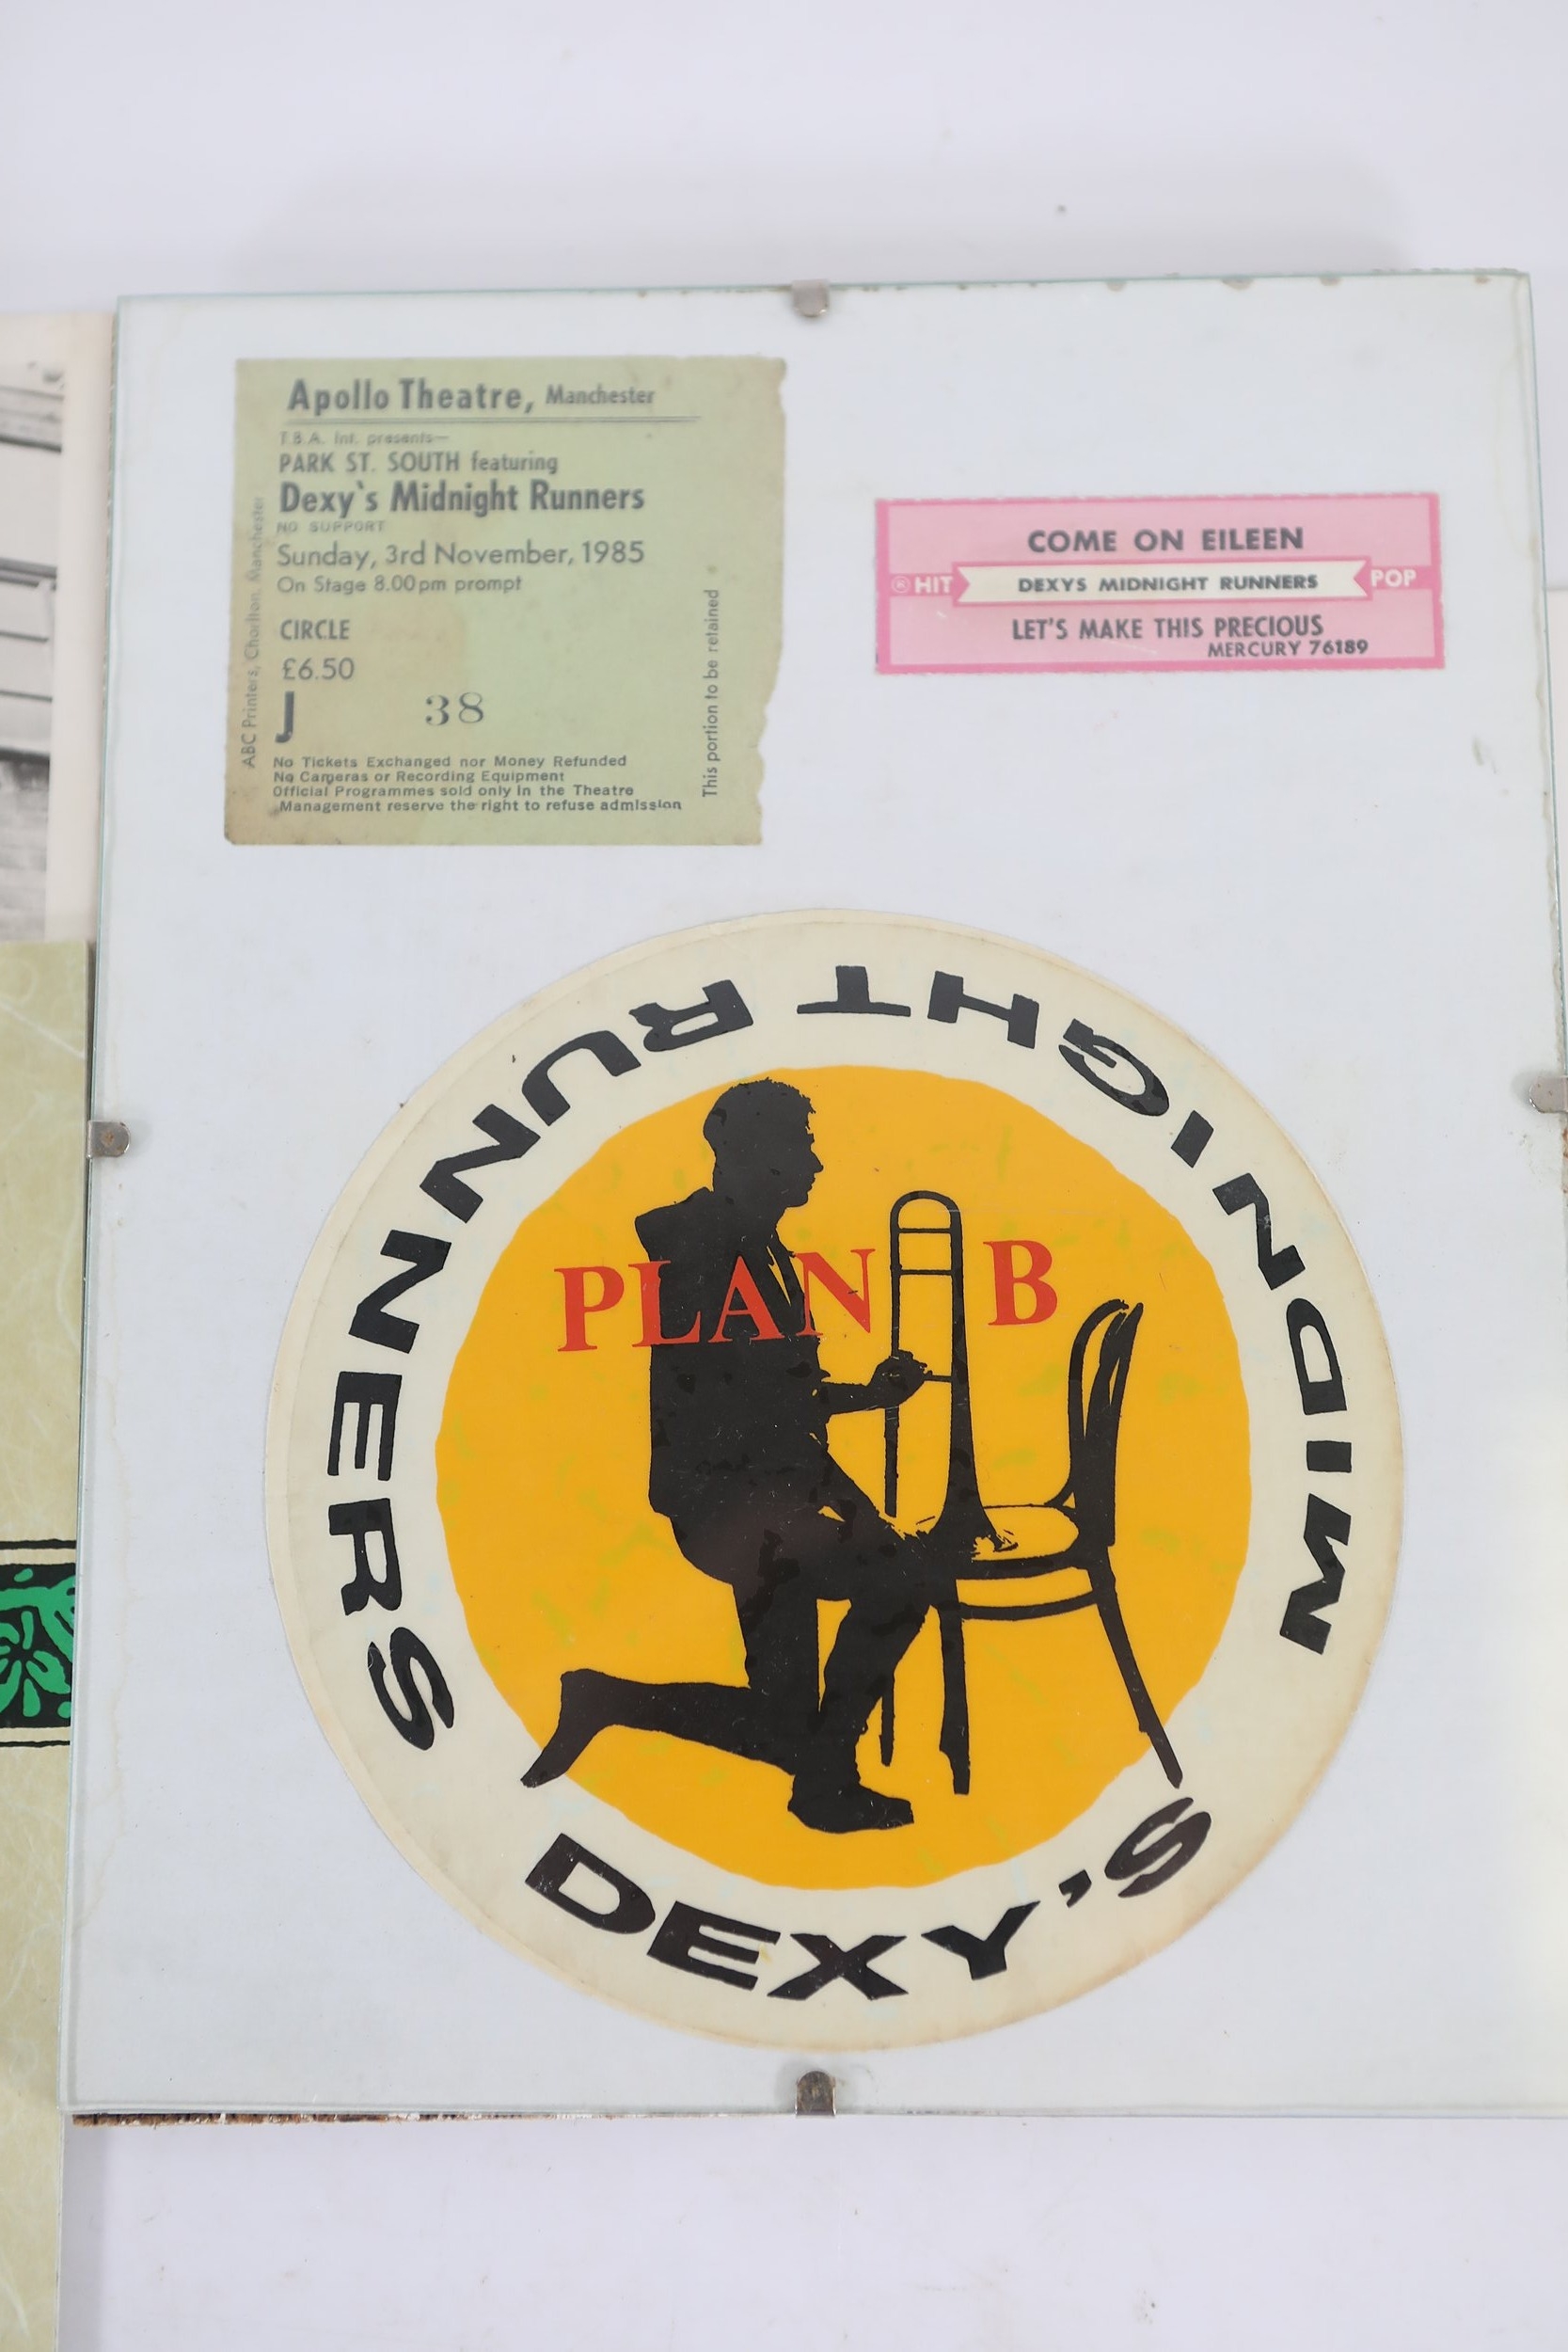 Apollo Theatre, Manchester
T.B.A. Int. presents—
PARK ST. SOUTH featuring
Dexy`s Midnight Runners
NO SUPPORT
Sunday, 3rd November, 1985
On Stage 8.00pm prompt
CIRCLE
£6.50
J 38
No Tickets Exchanged nor Money Refunded
No Cameras or Recording Equipment
Official Programmes sold only in the Theatre
Management reserve the right to refuse admission
ABC Printers, Chorlton, Manchester
This portion to be retained
COME ON EILEEN
® HIT DEXYS MIDNIGHT RUNNERS POP
LET'S MAKE THIS PRECIOUS
MERCURY 76189
DEXY'S MIDNIGHT RUNNERS
PLAN B